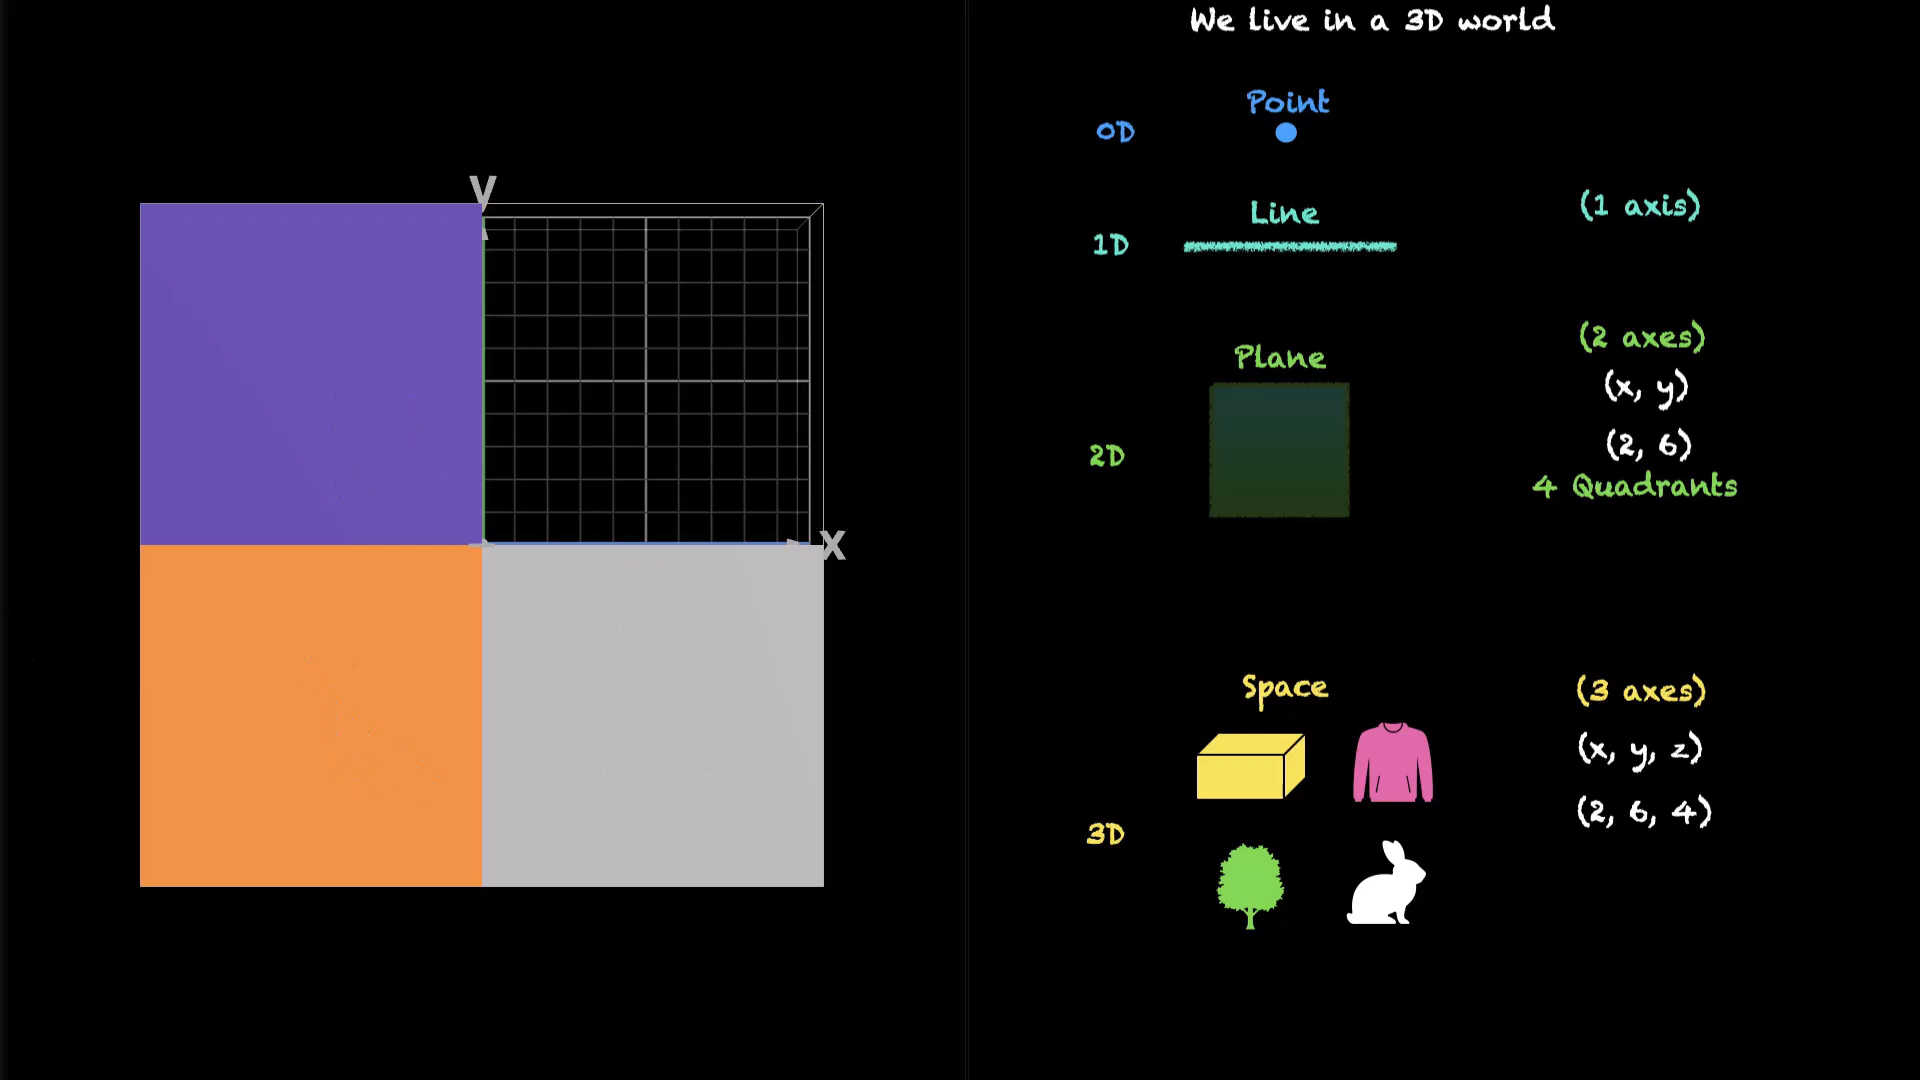 y
x
We live in a 3D world
Point
0D
Line
(1 axis)
1D
(2 axes)
Plane
(x, y)
(2, 6)
2D
4 Quadrants
Space
(3 axes)
(x, y, z)
(2, 6, 4)
3D